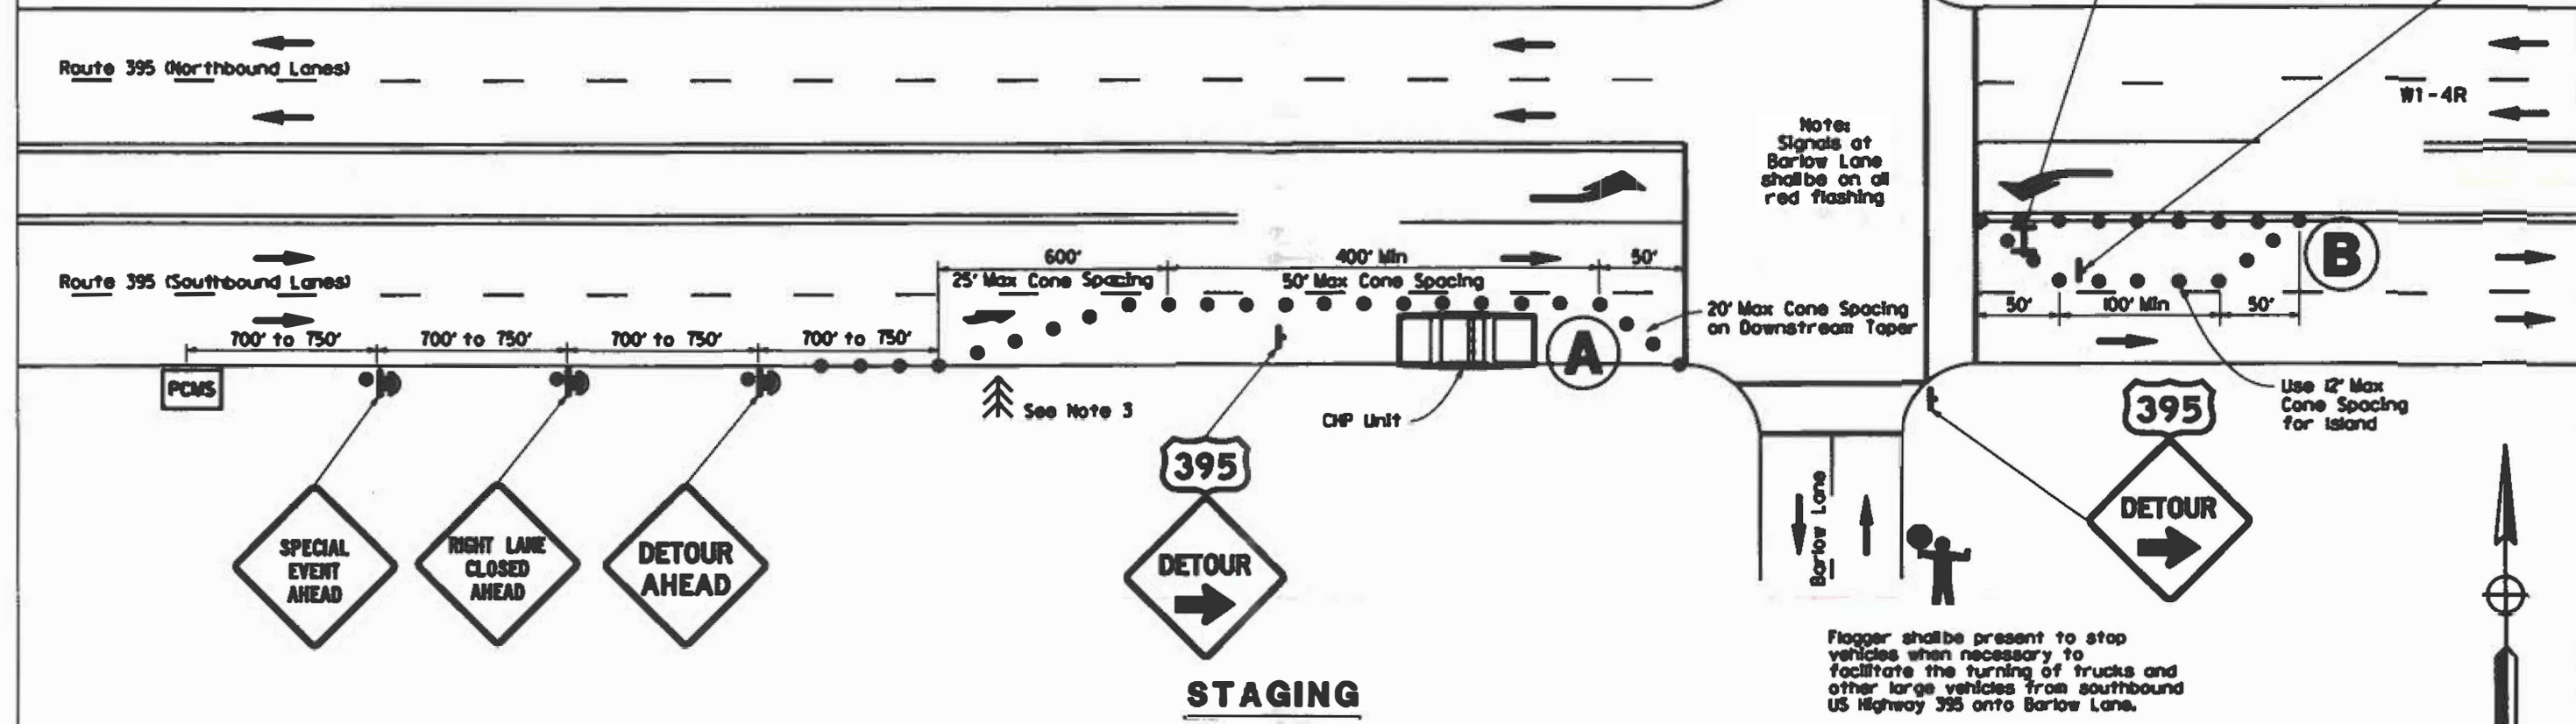 Route 395 (Northbound Lanes)
W1-4R
Note:
Signals at
Barlow Lane
shall be on all
red flashing
600'
400' Min
50'
Route 395 (Southbound Lanes)
25' Max Cone Spacing
50' Max Cone Spacing
B
50'
100' Min
50'
20' Max Cone Spacing
on Downstream Taper
700' to 750'
700' to 750'
700' to 750'
700' to 750'
A
PCMS
See Note 3
CHP Unit
Use 12' Max
Cone Spacing
for island
395
DETOUR
395
DETOUR
SPECIAL
EVENT
AHEAD
RIGHT LANE
CLOSED
AHEAD
DETOUR
AHEAD
Barlow Lane
Flagger shall be present to stop
vehicles when necessary to
facilitate the turning of trucks and
other large vehicles from southbound
US Highway 395 onto Barlow Lane.
STAGING